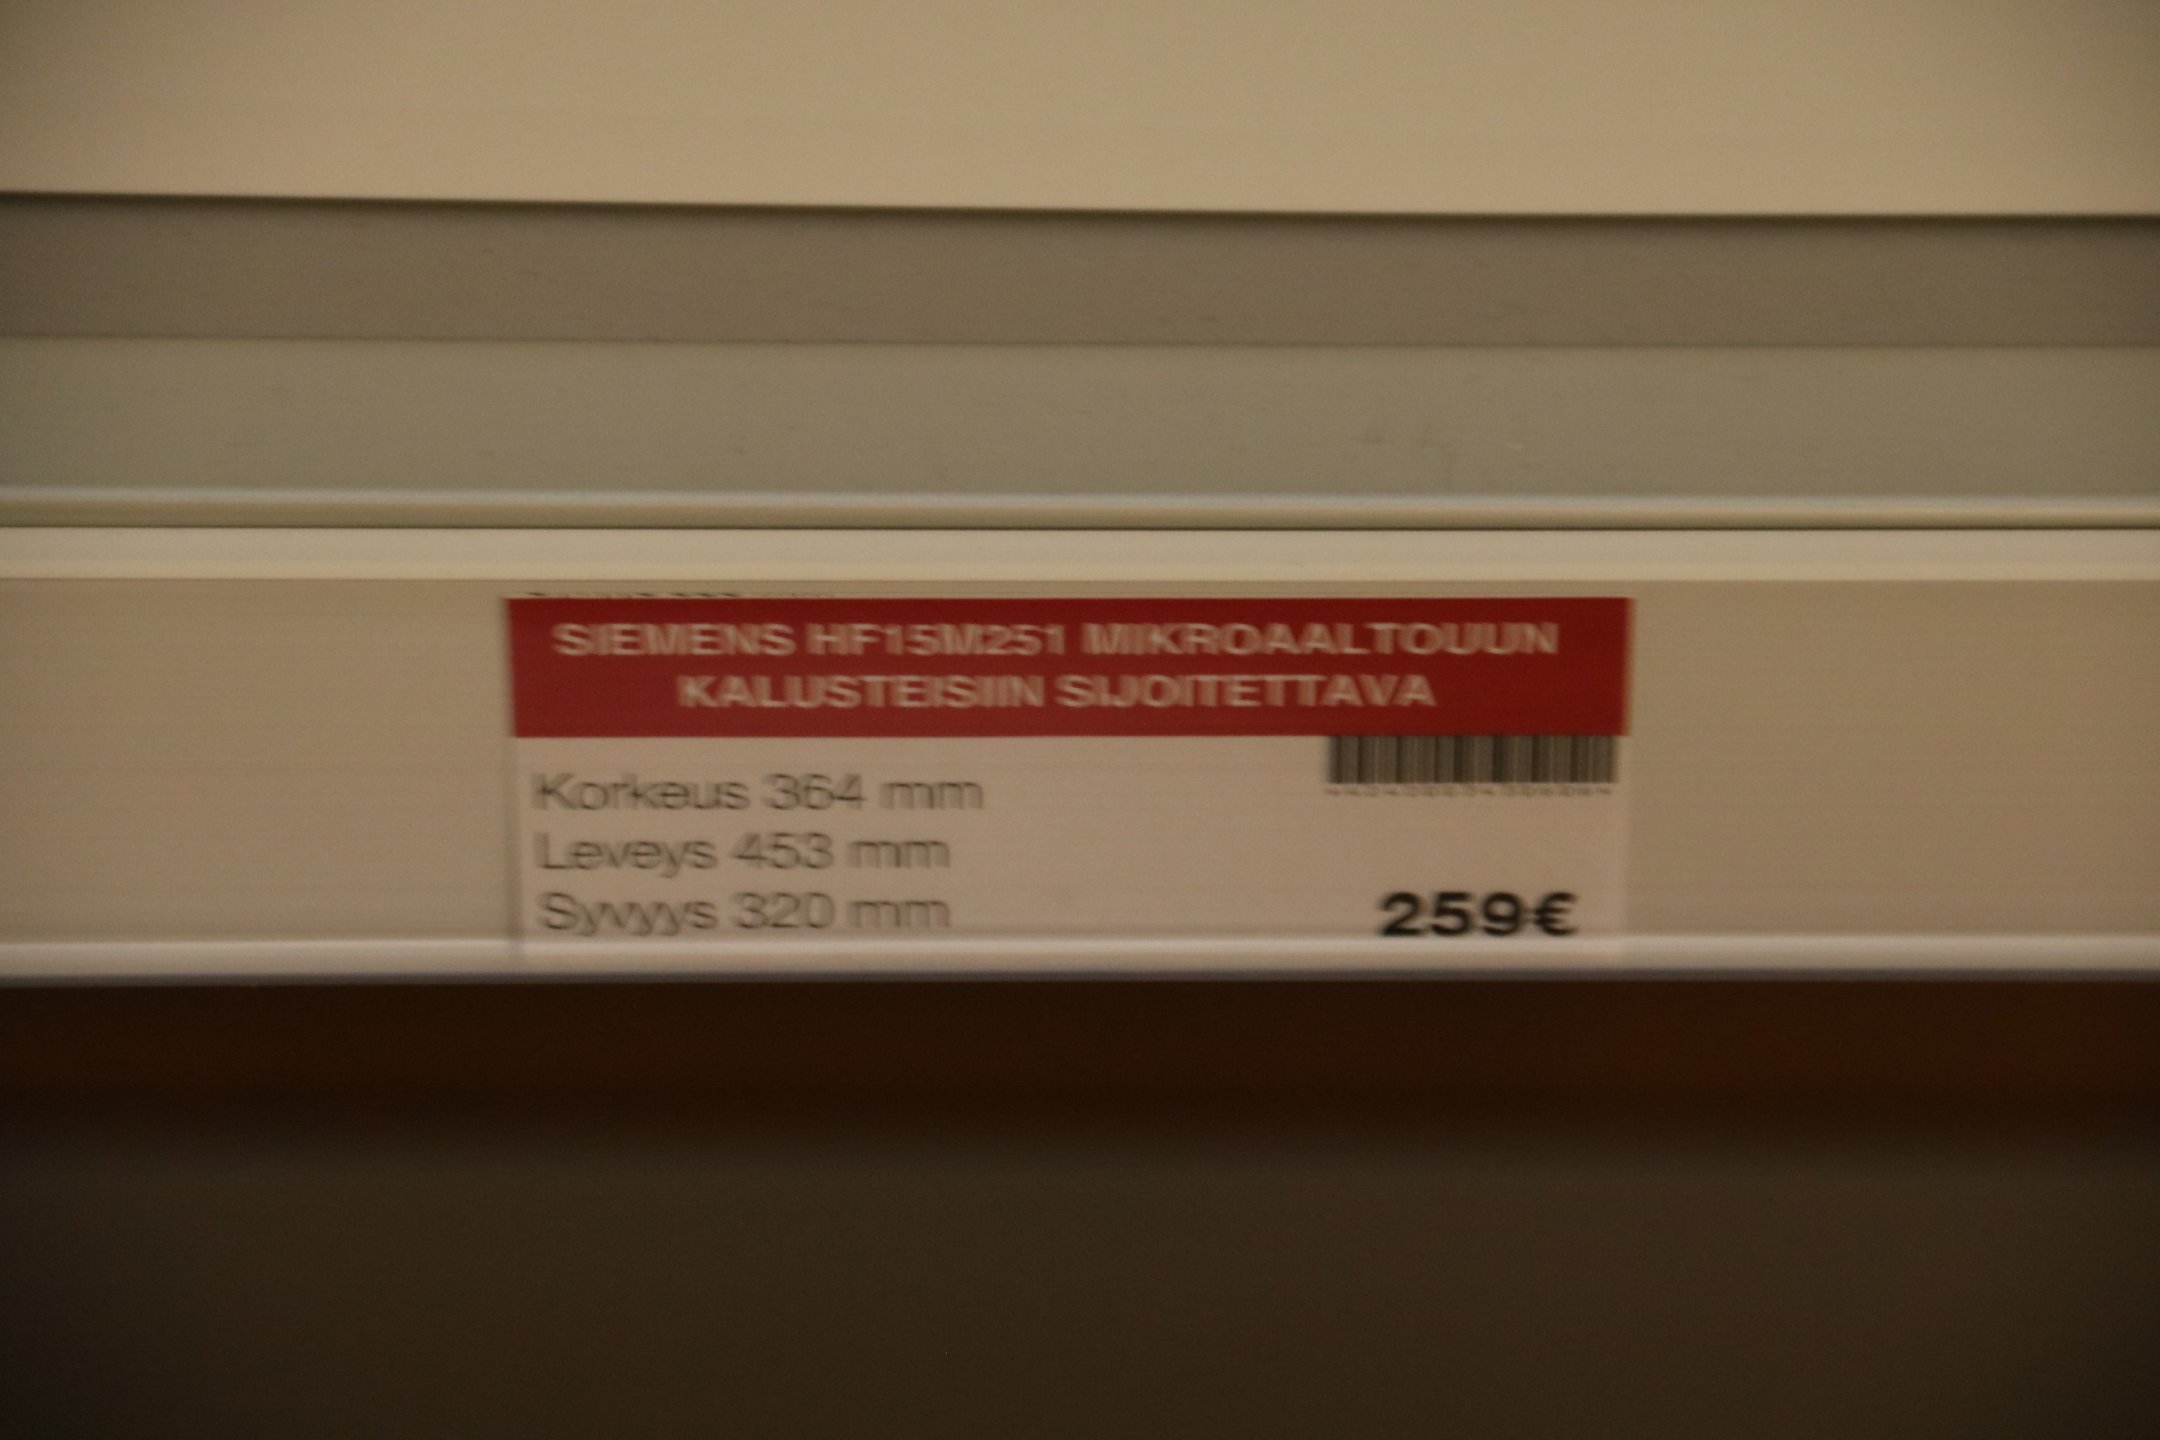 SIEMENS HF15M251 MIKROAALTOUUN
KALUSTEISIIN SIJOITETTAVA
Korkeus 364 mm
Leveys 453 mm
Syvyys 320 mm
259€